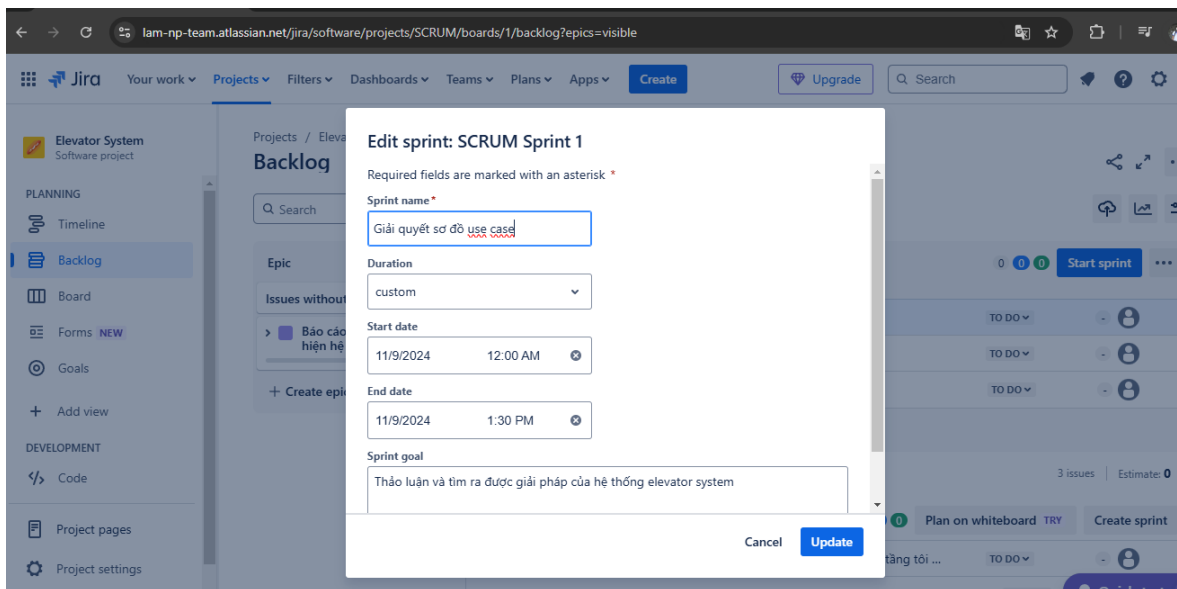 lam-np-team.atlassian.net/jira/software/projects/SCRUM/boards/1/backlog?epics=visible
Jira Your work Projects Filters Dashboards Teams Plans Apps Create Upgrade Search
Elevator System
Software project
PLANNING
Timeline
Backlog
Board
Forms NEW
Goals
Add view
DEVELOPMENT
Code
Project pages
Project settings
Projects /
Backlog
Search
Epic
Issues without
Báo cáo
hiện hệ
+ Create
Edit sprint: SCRUM Sprint 1
Required fields are marked with an asterisk *
Sprint name *
Giải quyết sơ đồ use case
Duration
custom
Start date
11/9/2024 12:00 AM
End date
11/9/2024 1:30 PM
Sprint goal
Thảo luận và tìm ra được giải pháp của hệ thống elevator system
Cancel Update
0 0 0 Start sprint
TO DO -
TO DO -
TO DO -
3 issues Estimate: 0
0 Plan on whiteboard TRY Create sprint
tầng tôi ... TO DO -